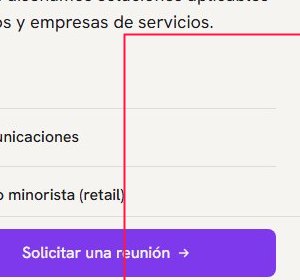 os y empresas de servicios.
unicaciones
o minorista (retail)
Solicitar una reunión →